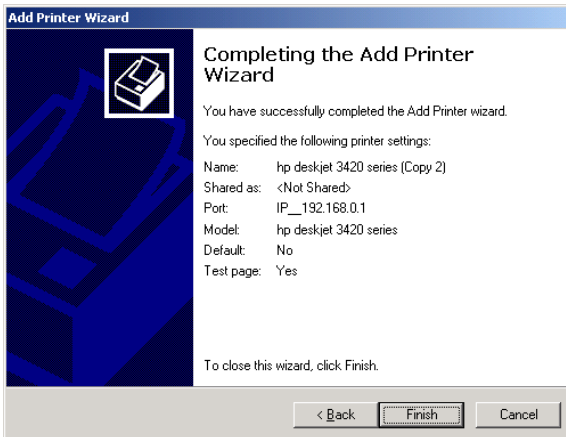 Add Printer Wizard
Completing the Add Printer
Wizard
You have successfully completed the Add Printer wizard.
You specified the following printer settings:
Name: hp deskjet 3420 series (Copy 2)
Shared as: <Not Shared>
Port: IP__192.168.0.1
Model: hp deskjet 3420 series
Default: No
Test page: Yes
To close this wizard, click Finish.
< Back Finish Cancel